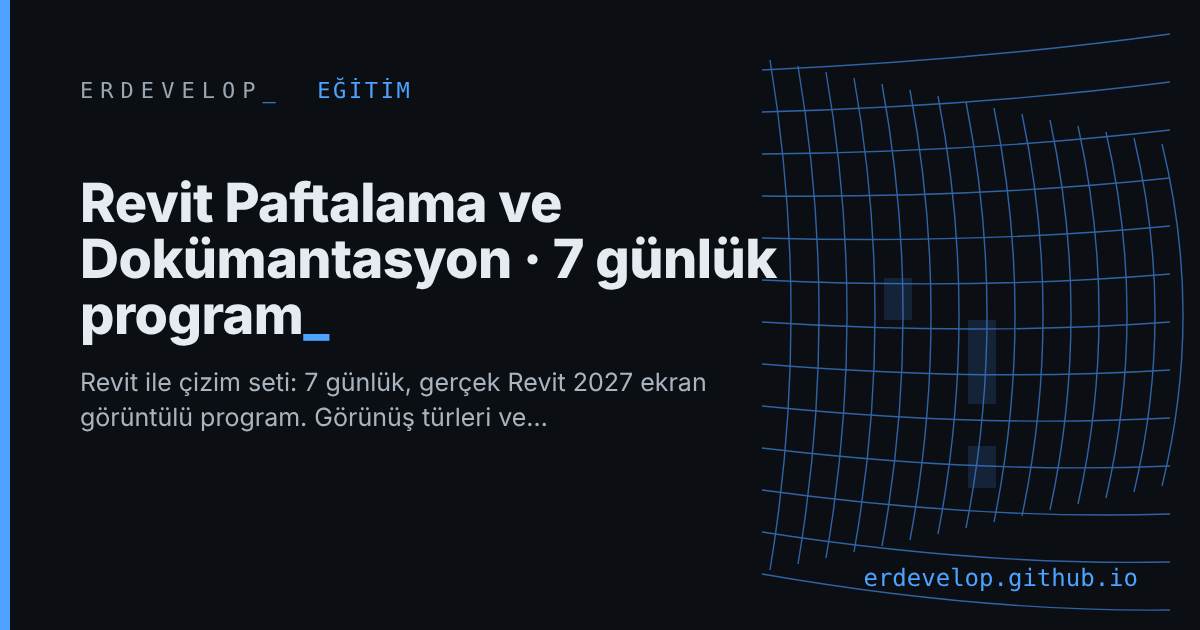 ERDEVELOP_ EĞİTİM
Revit Paftalama ve
Dokümantasyon · 7 günlük
program_
Revit ile çizim seti: 7 günlük, gerçek Revit 2027 ekran
görüntülü program. Görünüş türleri ve...
erdevelop.github.io